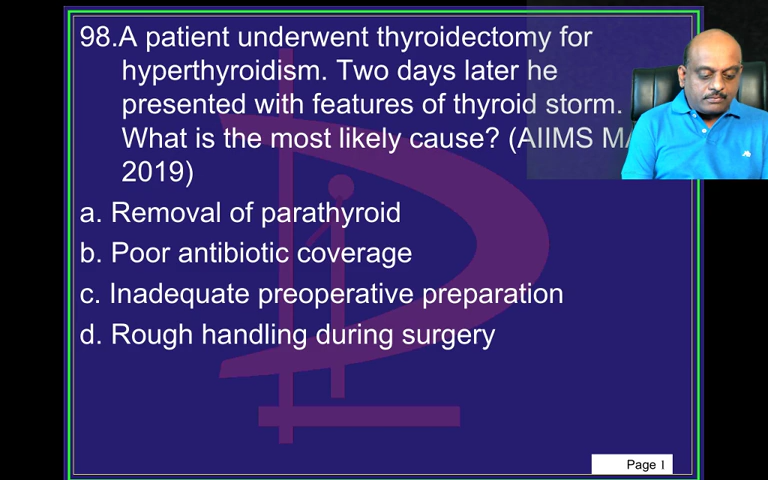 98.A patient underwent thyroidectomy for
hyperthyroidism. Two days later he
presented with features of thyroid storm.
What is the most likely cause? (AIIMS
2019)
a. Removal of parathyroid
b. Poor antibiotic coverage
c. Inadequate preoperative preparation
d. Rough handling during surgery
Page I